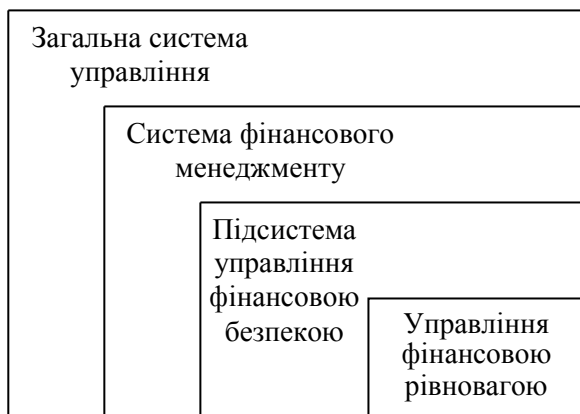 Загальна система
управління
Система фінансового
менеджменту
Підсистема
управління
фінансовою
безпекою
Управління
фінансовою
рівновагою